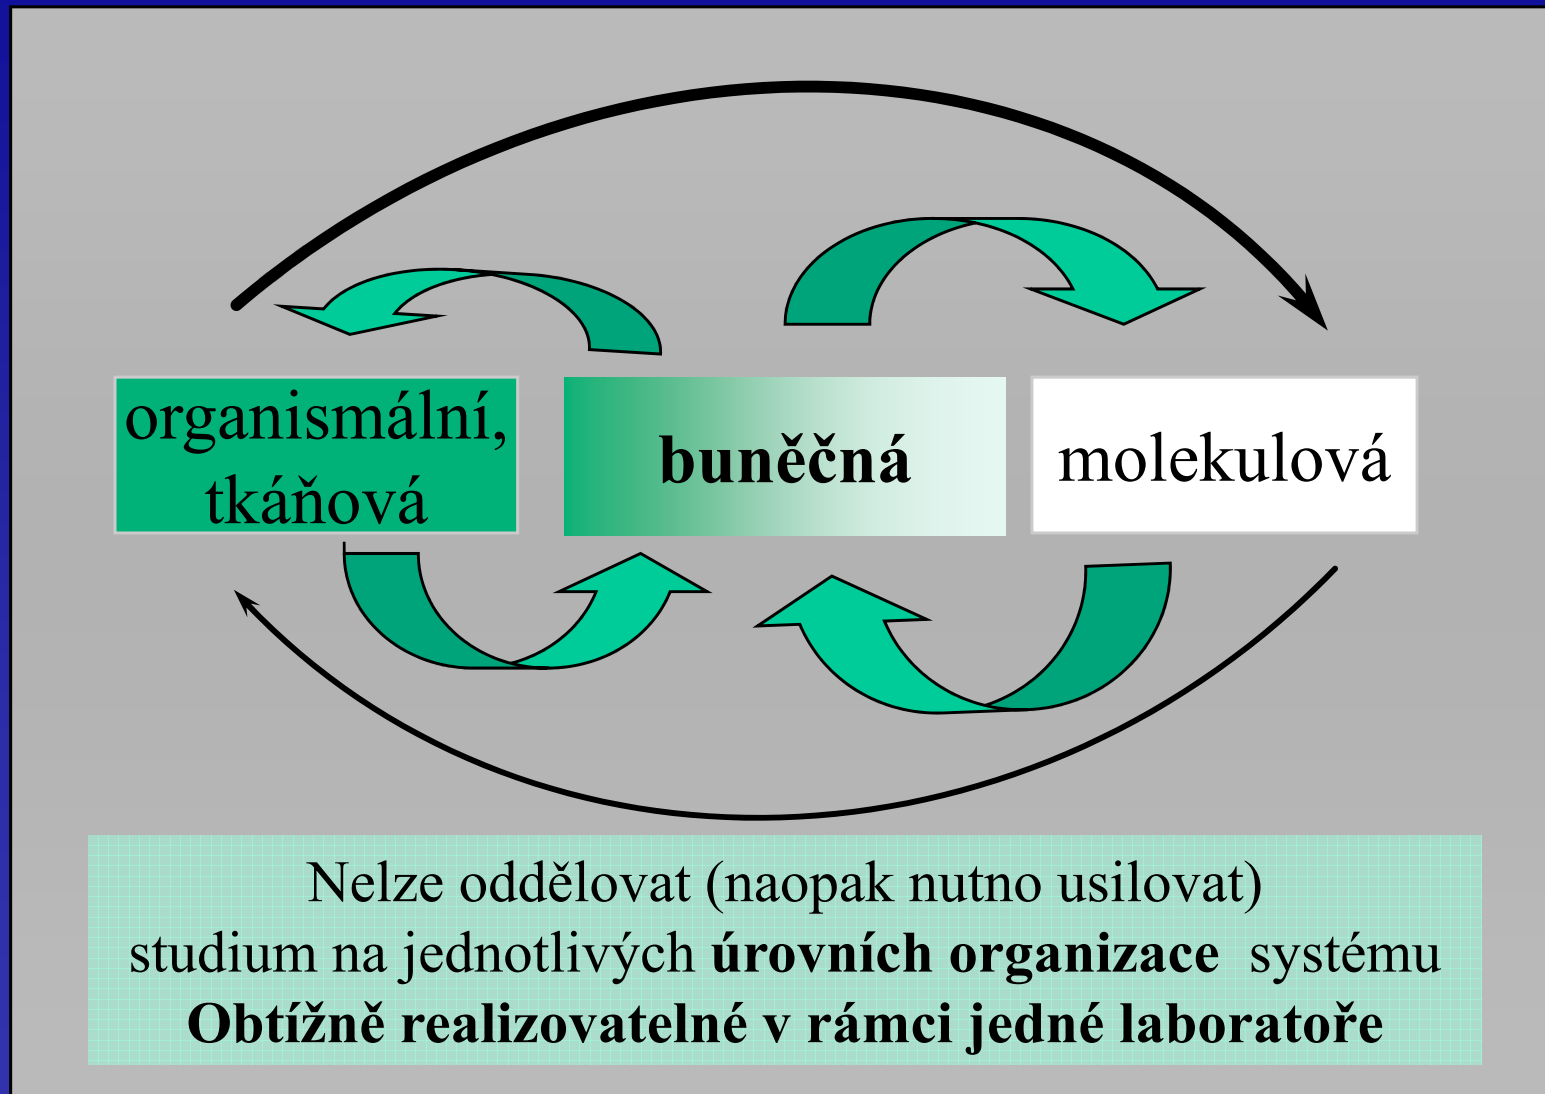 organismální,
tkáňová
buněčná
molekulová
Nelze oddělovat (naopak nutno usilovat)
studium na jednotlivých úrovních organizace systému
Obtížně realizovatelné v rámci jedné laboratoře